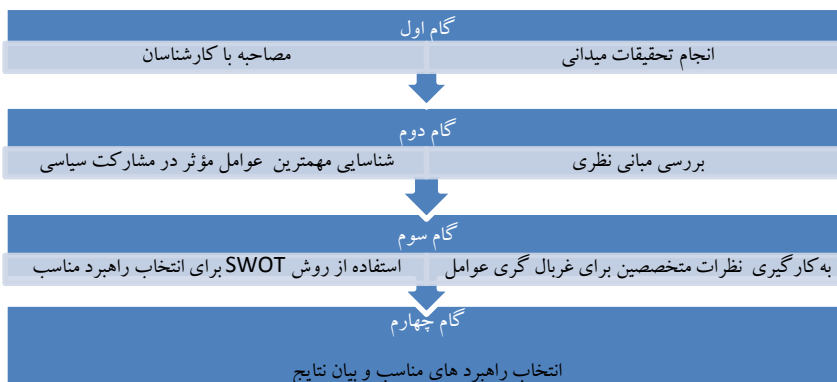 گام اول
انجام تحقیقات میدانی
مصاحبه با کارشناسان
گام دوم
بررسی مبانی نظری
شناسایی مهمترین عوامل مؤثر در مشارکت سیاسی
گام سوم
به‌کارگیری نظرات متخصصین برای غربال گری عوامل
استفاده از روش SWOT برای انتخاب راهبرد مناسب
گام چهارم
انتخاب راهبرد های مناسب و بیان نتایج